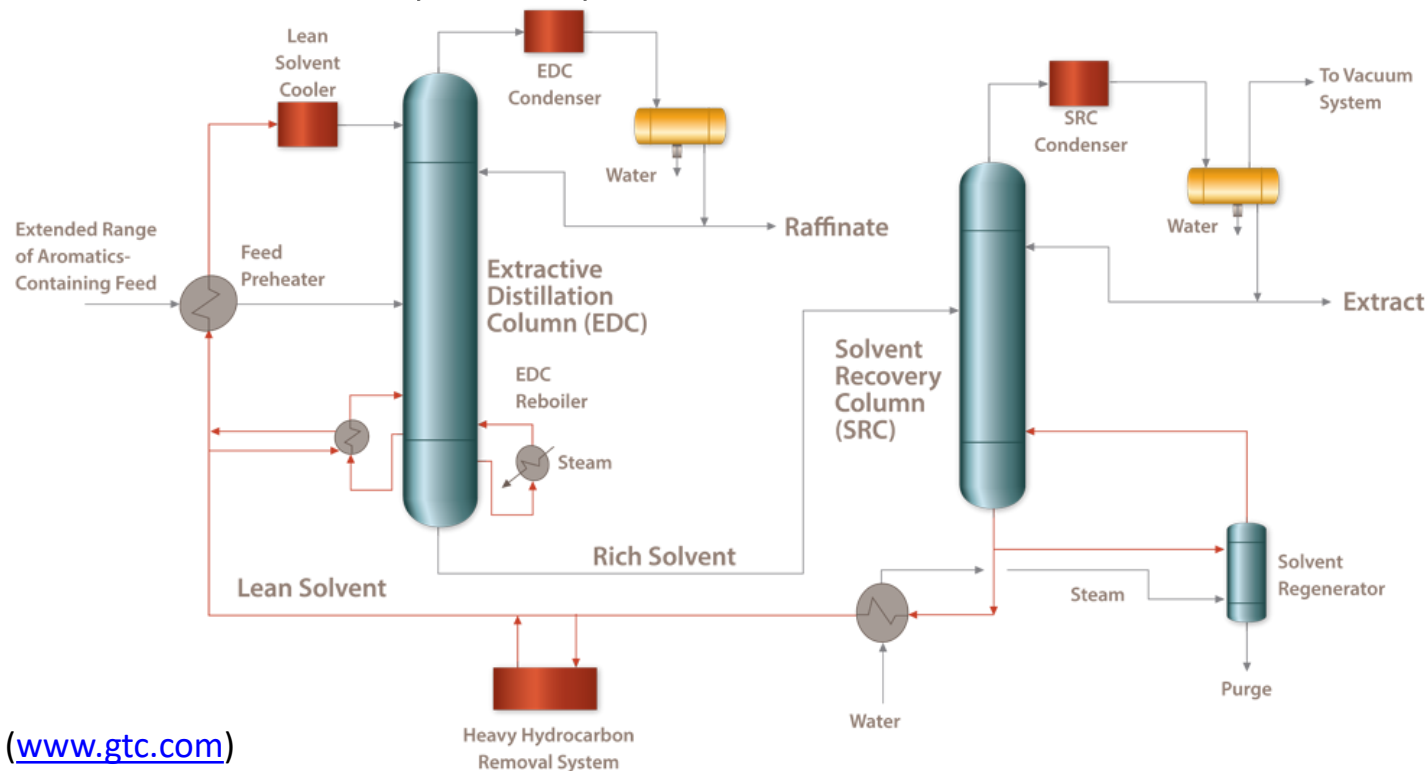 Lean
Solvent
Cooler
EDC
Condenser
Water
SRC
Condenser
To Vacuum
System
Water
Extended Range
of Aromatics-
Containing Feed
Feed
Preheater
Raffinate
Extractive
Distillation
Column (EDC)
Extract
EDC
Reboiler
Steam
Solvent
Recovery
Column
(SRC)
Rich Solvent
Lean Solvent
Steam
Solvent
Regenerator
Purge
Water
Heavy Hydrocarbon
Removal System
(www.gtc.com)